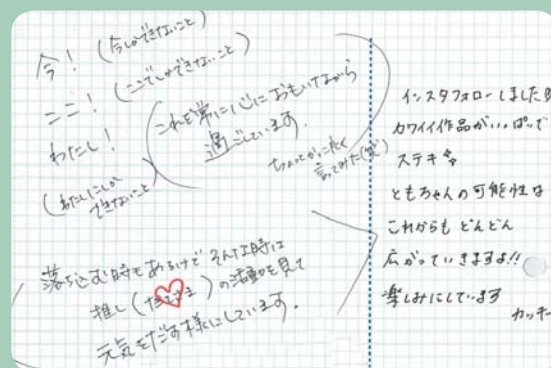 今！(今しかできないこと)
ここ！(ここでしかできないこと)
わたし！
(わたしにしか
できないこと)
これを常に心におもいながら
過ごしています。
ちょっとかっこよく
言ってみた(笑)
落ち込む時もあるけど そんな時は
推し( )の活動を見て
元気をだす様にしています。
インスタフォローしました
カワイイ作品がいっぱいで
ステキ
ともちゃんの可能性は
これからも どんどん
広がっていきますよ!!
楽しみにしています
カッキー